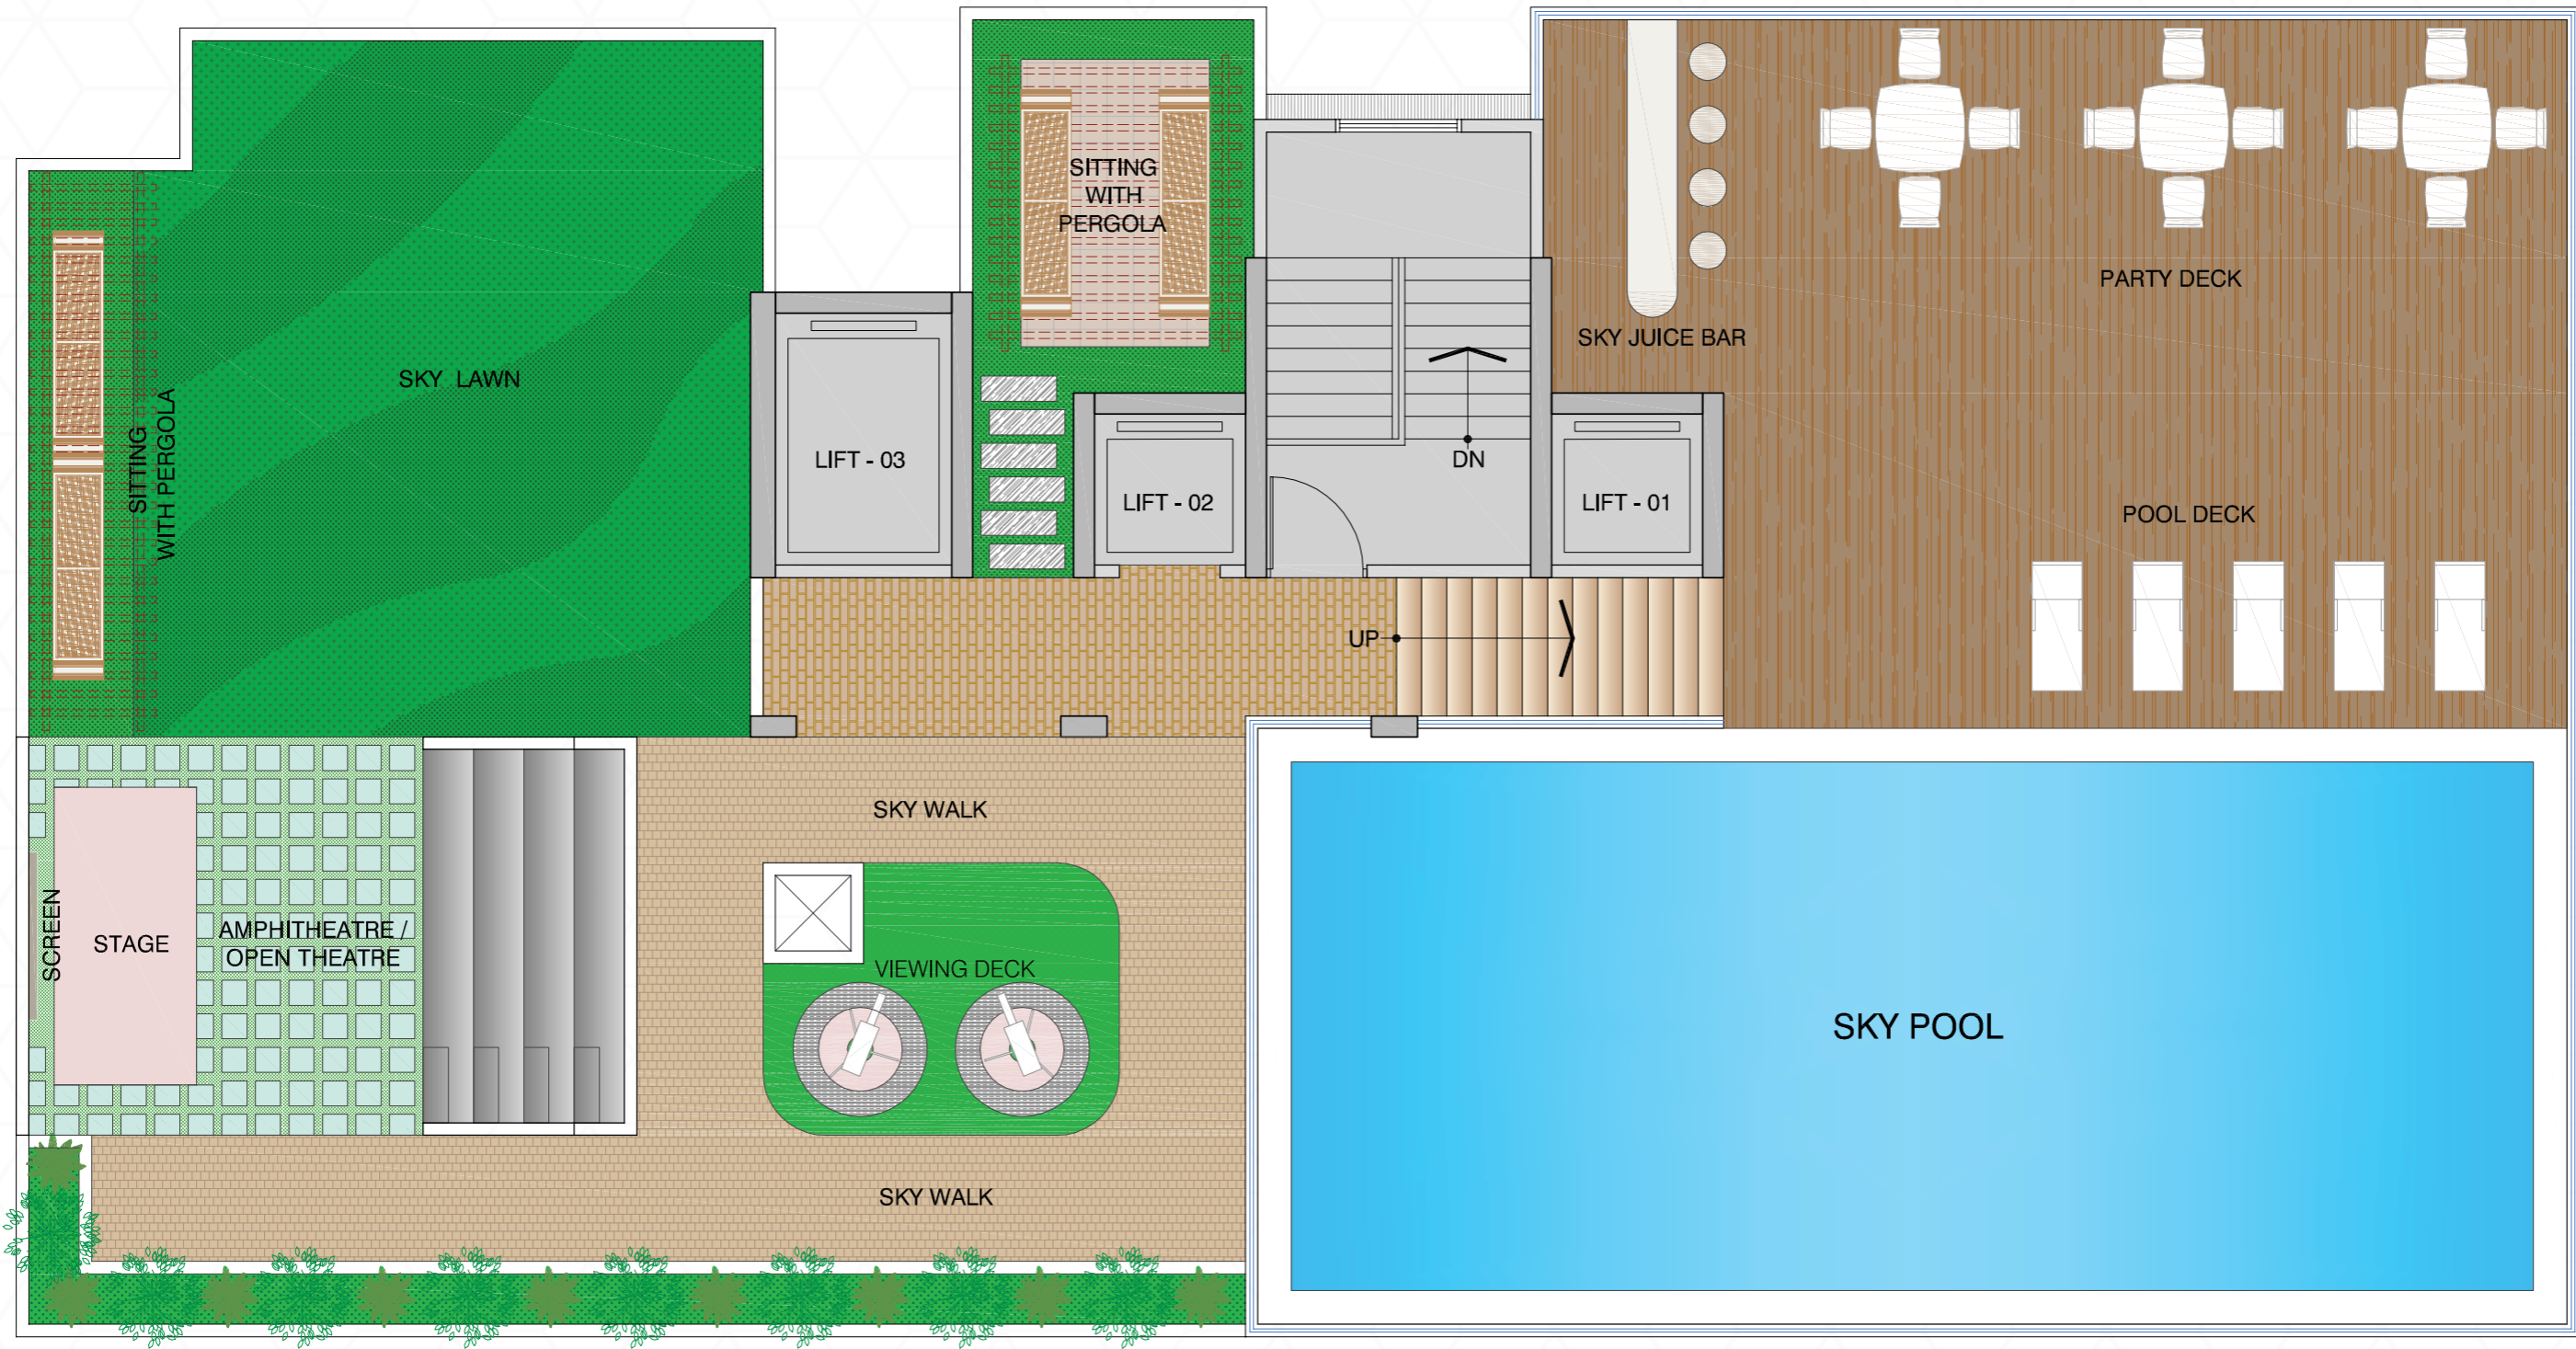 SITTING
WITH
PERGOLA
PARTY DECK
SKY JUICE BAR
SKY LAWN
SITTING
WITH PERGOLA
LIFT - 03
LIFT - 02
DN
LIFT - 01
POOL DECK
UP
SKY WALK
SCREEN
STAGE
AMPHITHEATRE /
OPEN THEATRE
VIEWING DECK
SKY POOL
SKY WALK